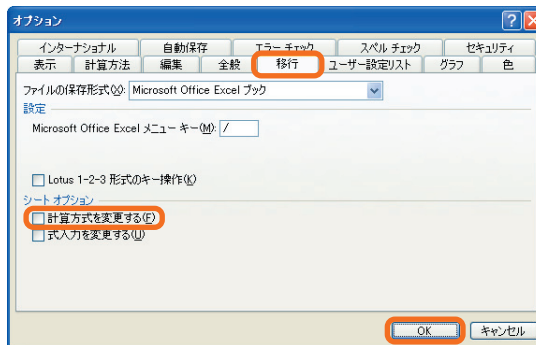 オプション
インターナショナル 自動保存 エラー チェック スペル チェック セキュリティ
表示 計算方法 編集 全般 移行 ユーザー設定リスト グラフ 色
ファイルの保存形式(X): Microsoft Office Excel ブック
設定
Microsoft Office Excel メニュー キー(M): /
Lotus 1-2-3 形式のキー操作(K)
シート オプション
計算方式を変更する(F)
式入力を変更する(U)
OK キャンセル